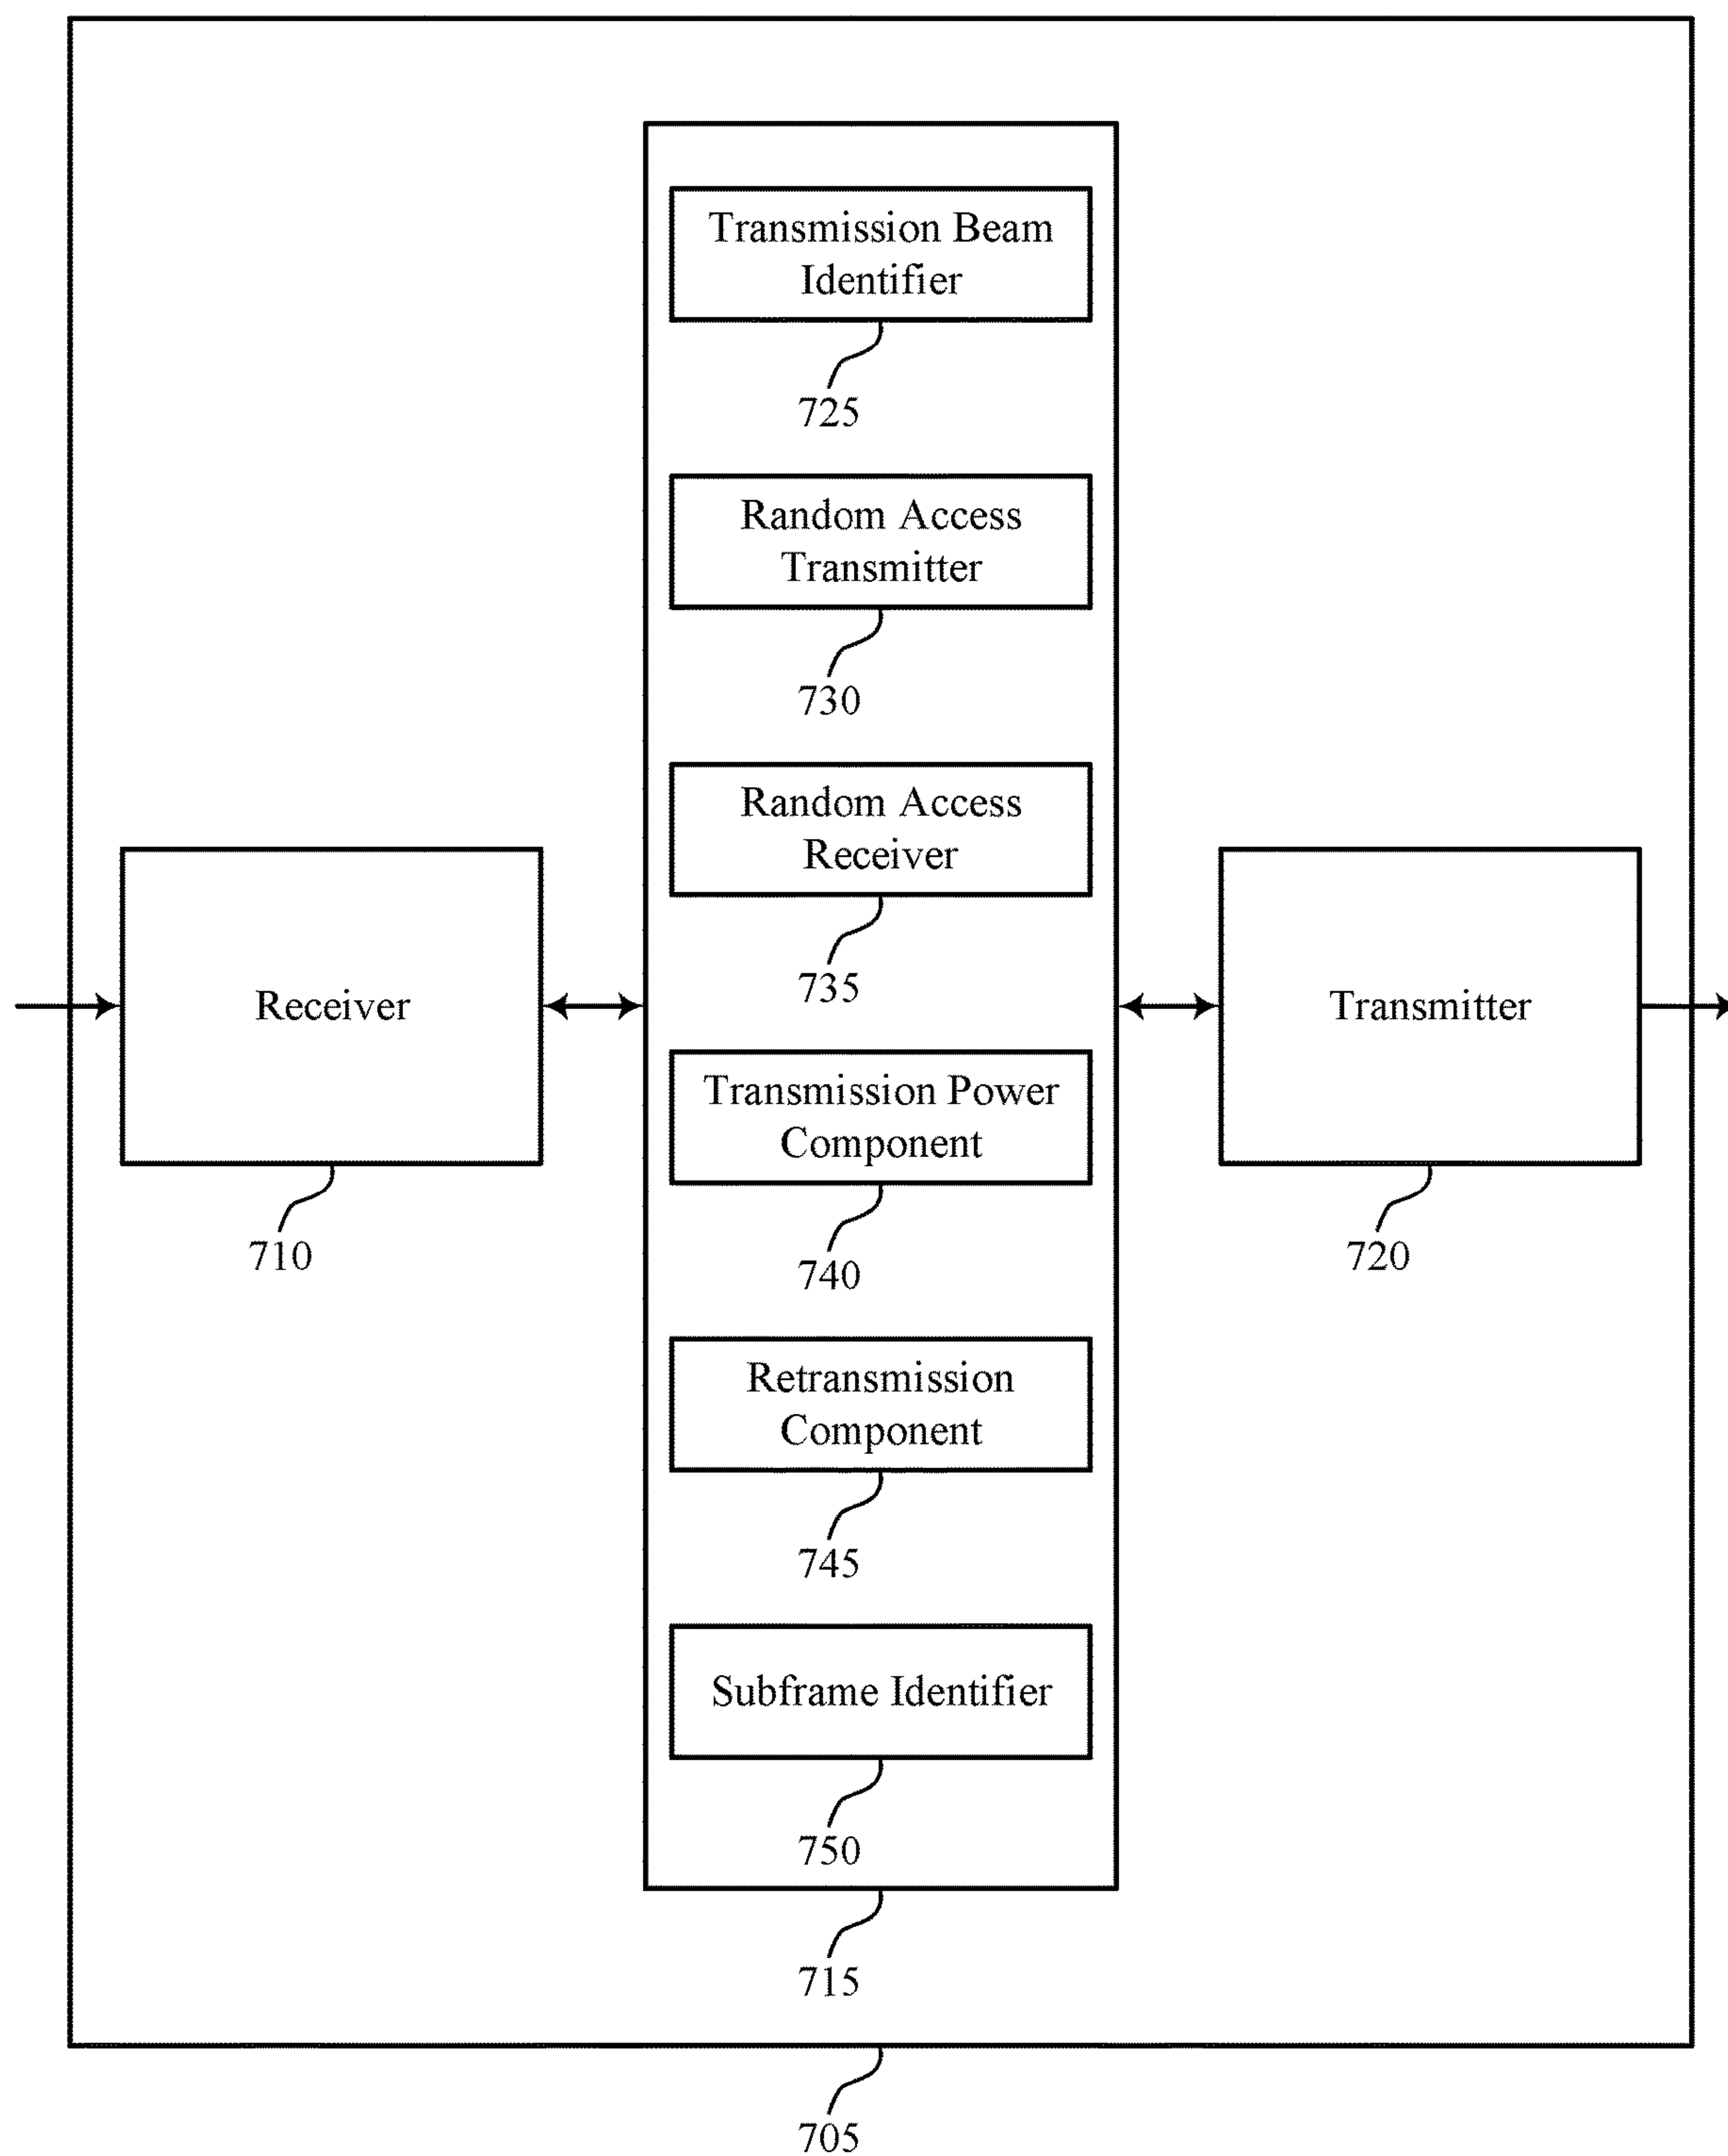 Transmission Beam
Identifier
725
Random Access
Transmitter
730
Random Access
Receiver
735
Receiver
710
Transmission Power
Component
740
Transmitter
720
Retransmission
Component
745
Subframe Identifier
750
715
705